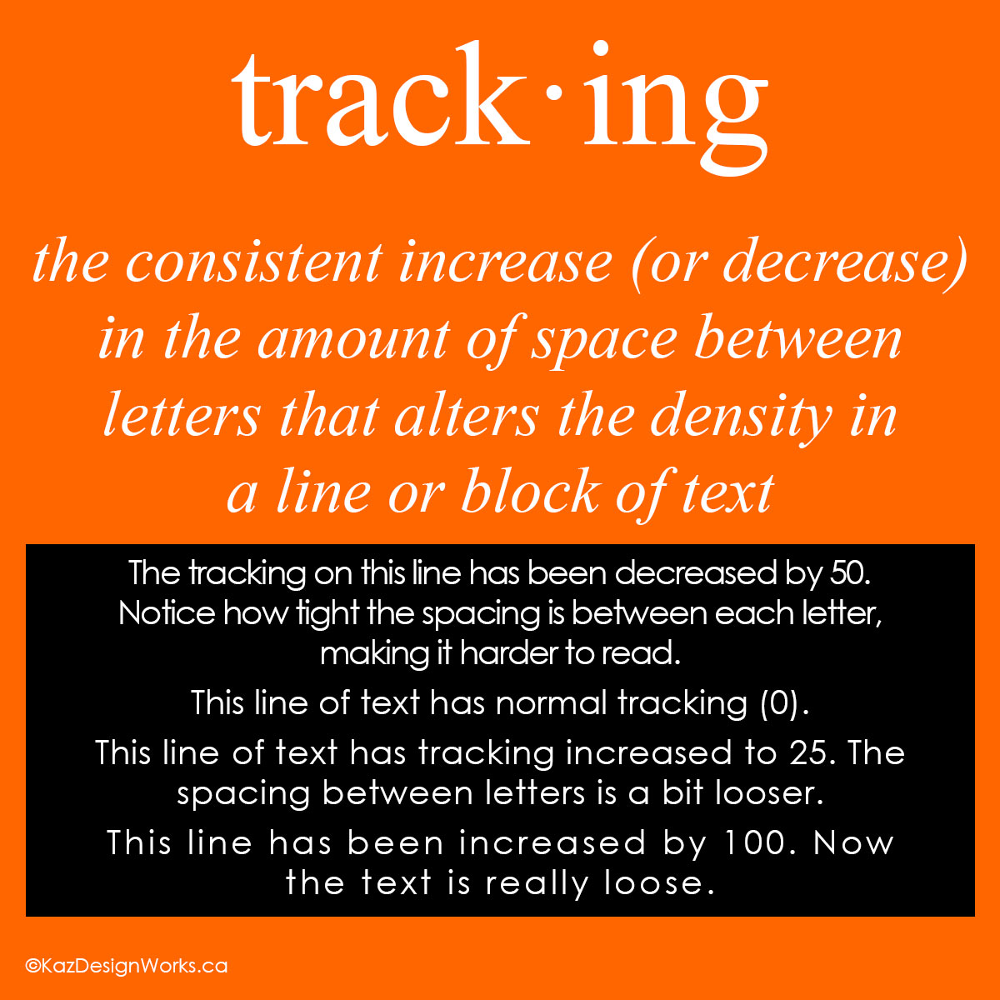 track·ing
the consistent increase (or decrease)
in the amount of space between
letters that alters the density in
a line or block of text
The tracking on this line has been decreased by 50.
Notice how tight the spacing is between each letter,
making it harder to read.
This line of text has normal tracking (0).
This line of text has tracking increased to 25. The
spacing between letters is a bit looser.
This line has been increased by 100. Now
the text is really loose.
©KazDesignWorks.ca